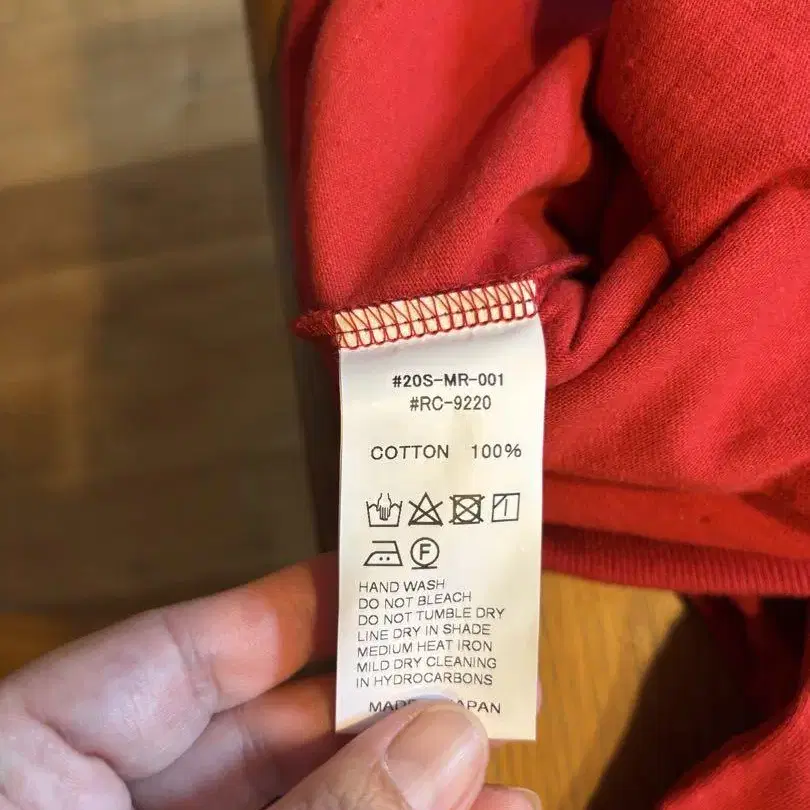 #20S-MR-001
#RC-9220
COTTON 100%
F
HAND WASH
DO NOT BLEACH
DO NOT TUMBLE DRY
LINE DRY IN SHADE
MEDIUM HEAT IRON
MILD DRY CLEANING
IN HYDROCARBONS